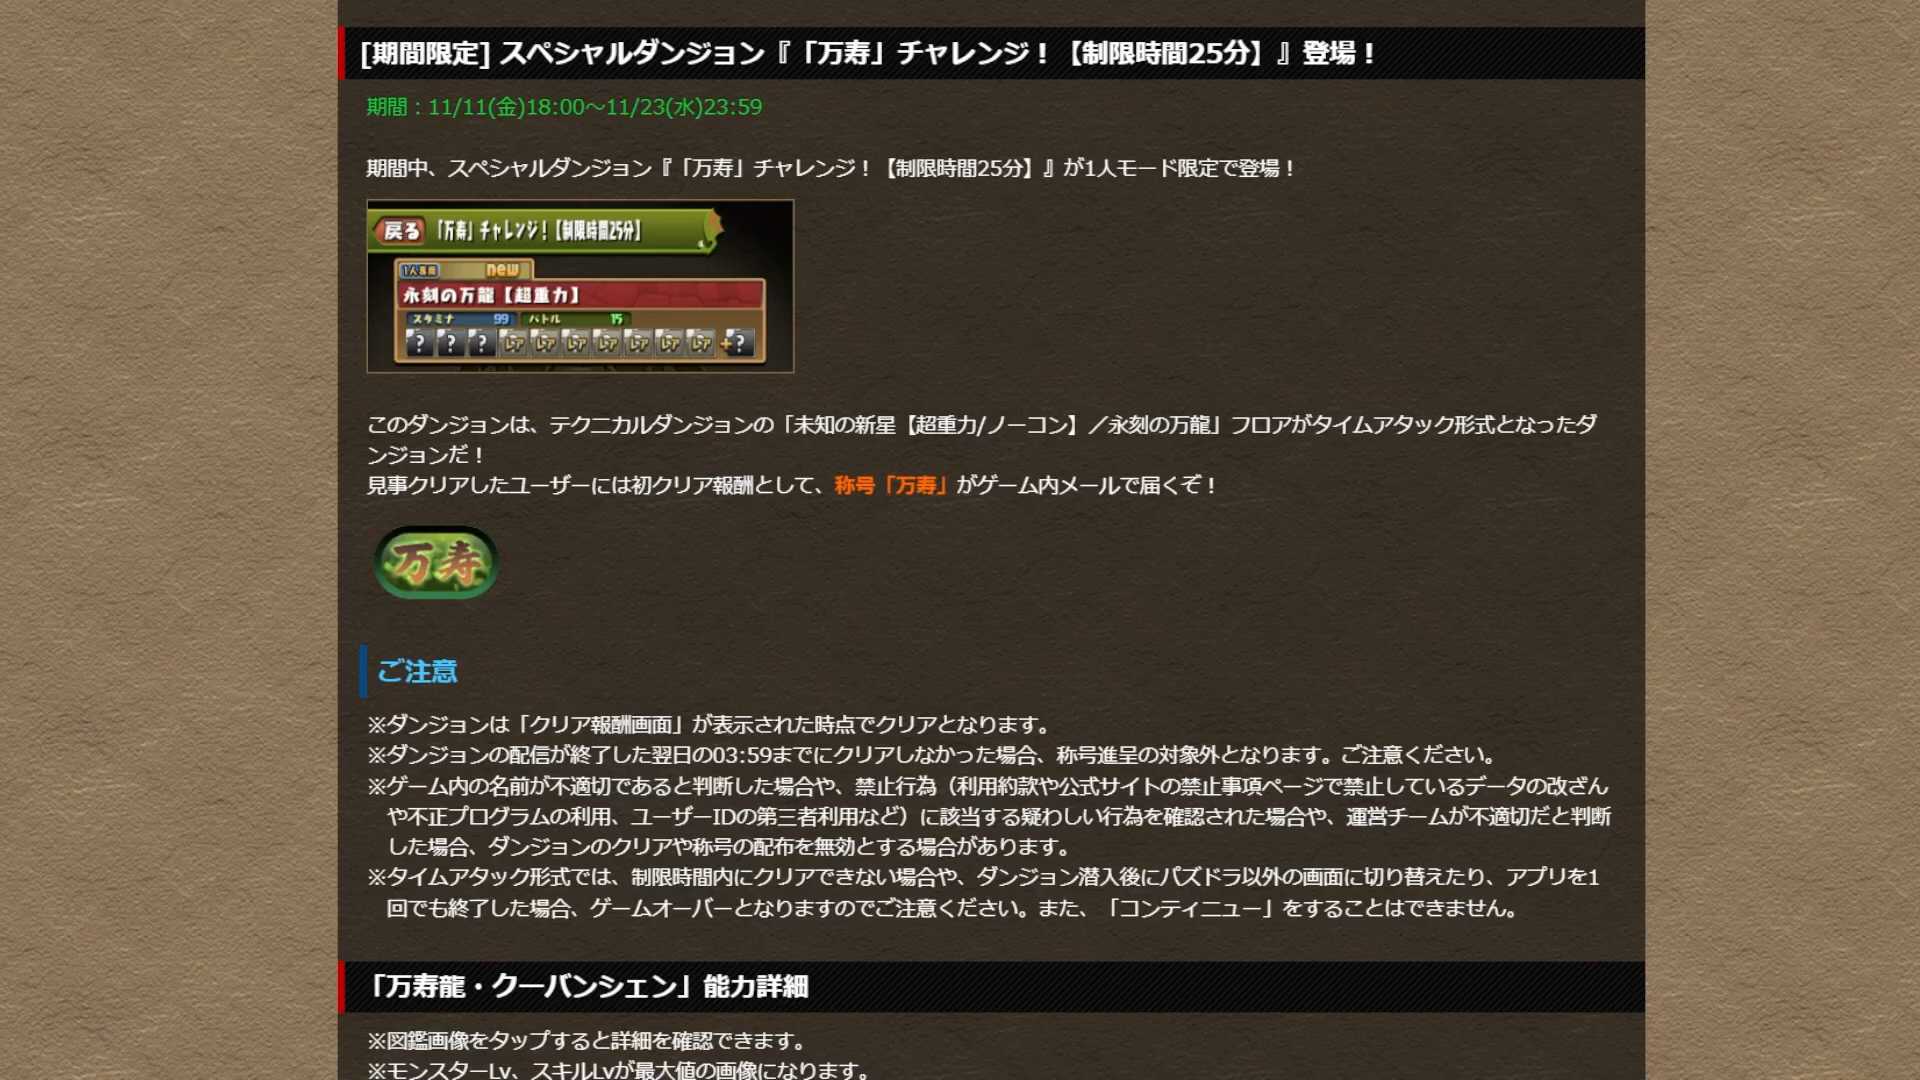 [期間限定] スペシャルダンジョン『「万寿」チャレンジ！【制限時間25分】』登場！
期間：11/11(金)18:00～11/23(水)23:59
期間中、スペシャルダンジョン『「万寿」チャレンジ！【制限時間25分】』が1人モード限定で登場！
戻る 「万寿」チャレンジ！【制限時間25分】
1人専用 new
永刻の万龍【超重力】
スタミナ 99 バトル 15
? ? ? レア レア レア レア レア レア レア +?
このダンジョンは、テクニカルダンジョンの「未知の新星【超重力/ノーコン】／永刻の万龍」フロアがタイムアタック形式となったダ
ンジョンだ！
見事クリアしたユーザーには初クリア報酬として、称号「万寿」がゲーム内メールで届くぞ！
万寿
ご注意
※ダンジョンは「クリア報酬画面」が表示された時点でクリアとなります。
※ダンジョンの配信が終了した翌日の03:59までにクリアしなかった場合、称号進呈の対象外となります。ご注意ください。
※ゲーム内の名前が不適切であると判断した場合や、禁止行為（利用約款や公式サイトの禁止事項ページで禁止しているデータの改ざん
や不正プログラムの利用、ユーザーIDの第三者利用など）に該当する疑わしい行為を確認された場合や、運営チームが不適切だと判断
した場合、ダンジョンのクリアや称号の配布を無効とする場合があります。
※タイムアタック形式では、制限時間内にクリアできない場合や、ダンジョン潜入後にパズドラ以外の画面に切り替えたり、アプリを1
回でも終了した場合、ゲームオーバーとなりますのでご注意ください。また、「コンティニュー」をすることはできません。
「万寿龍・クーバンシェン」能力詳細
※図鑑画像をタップすると詳細を確認できます。
※モンスターLv、スキルLvが最大値の画像になります。